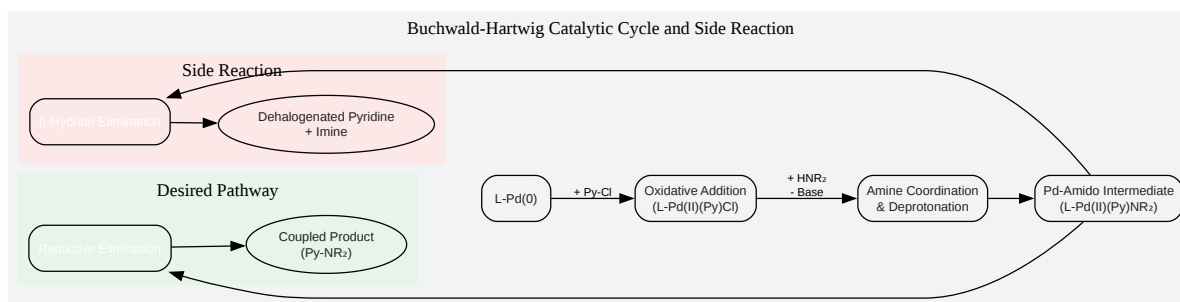 Buchwald-Hartwig Catalytic Cycle and Side Reaction
Side Reaction
β-Hydride Elimination
Dehalogenated Pyridine
+ Imine
Desired Pathway
Reductive Elimination
Coupled Product
(Py-NR₂)
L-Pd(0)
+ Py-Cl
Oxidative Addition
(L-Pd(II)(Py)Cl)
+ HNR₂
- Base
Amine Coordination
& Deprotonation
Pd-Amido Intermediate
(L-Pd(II)(Py)NR₂)